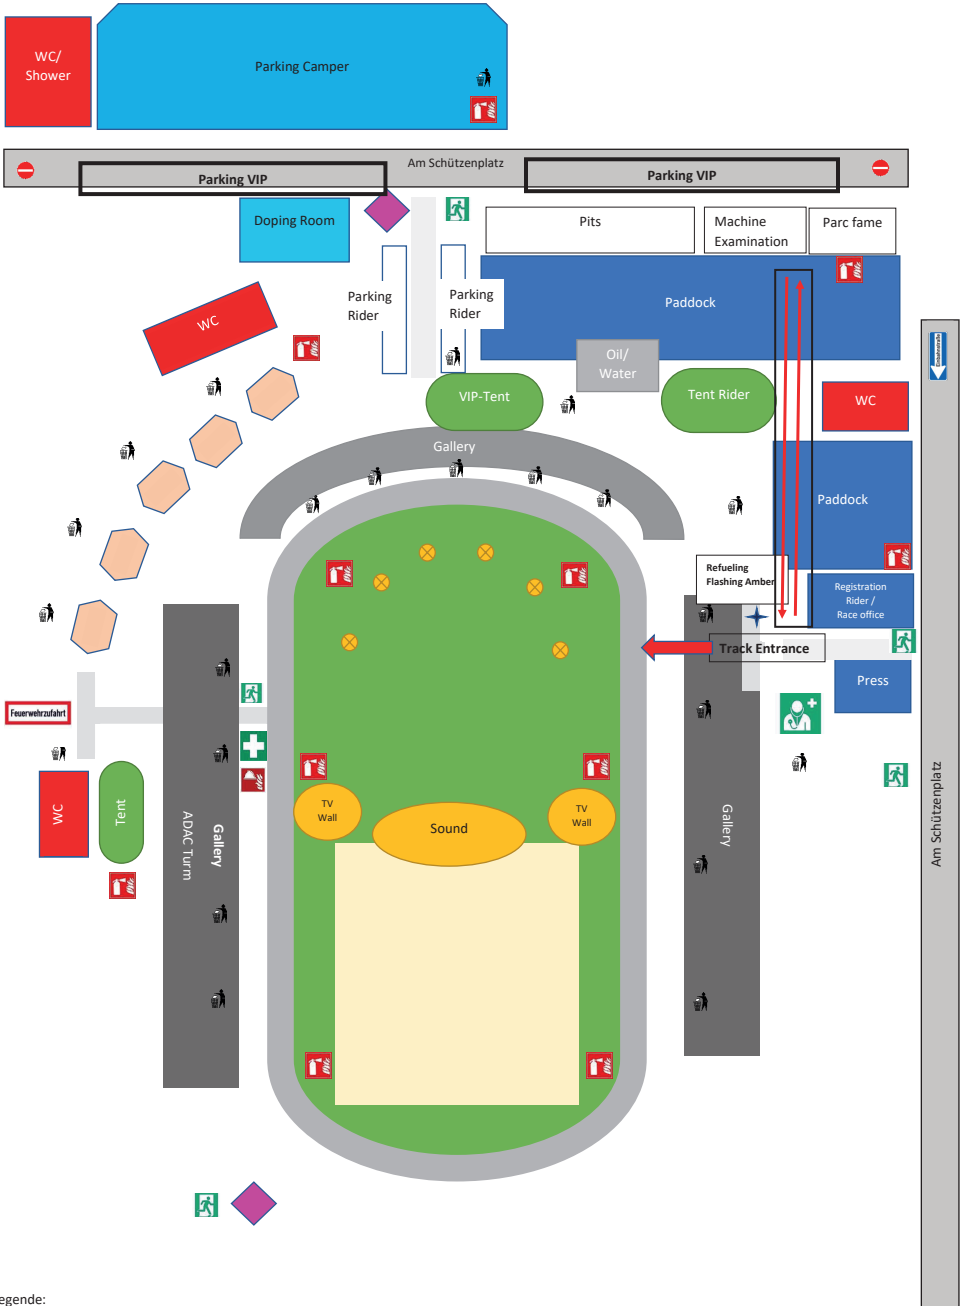 WC/
Shower
Parking Camper
Am Schützenplatz
Parking VIP
Parking VIP
Doping Room
Pits
Machine
Examination
Parc fame
Parking
Rider
Parking
Rider
Paddock
WC
Oil/
Water
VIP-Tent
Tent Rider
WC
Einbahnstraße
Gallery
Paddock
Refueling
Flashing Amber
Registration
Rider /
Race office
Track Entrance
Press
Feuerwehrzufahrt
WC
Tent
ADAC Turm
Gallery
TV
Wall
Sound
TV
Wall
Gallery
Am Schützenplatz
egende: